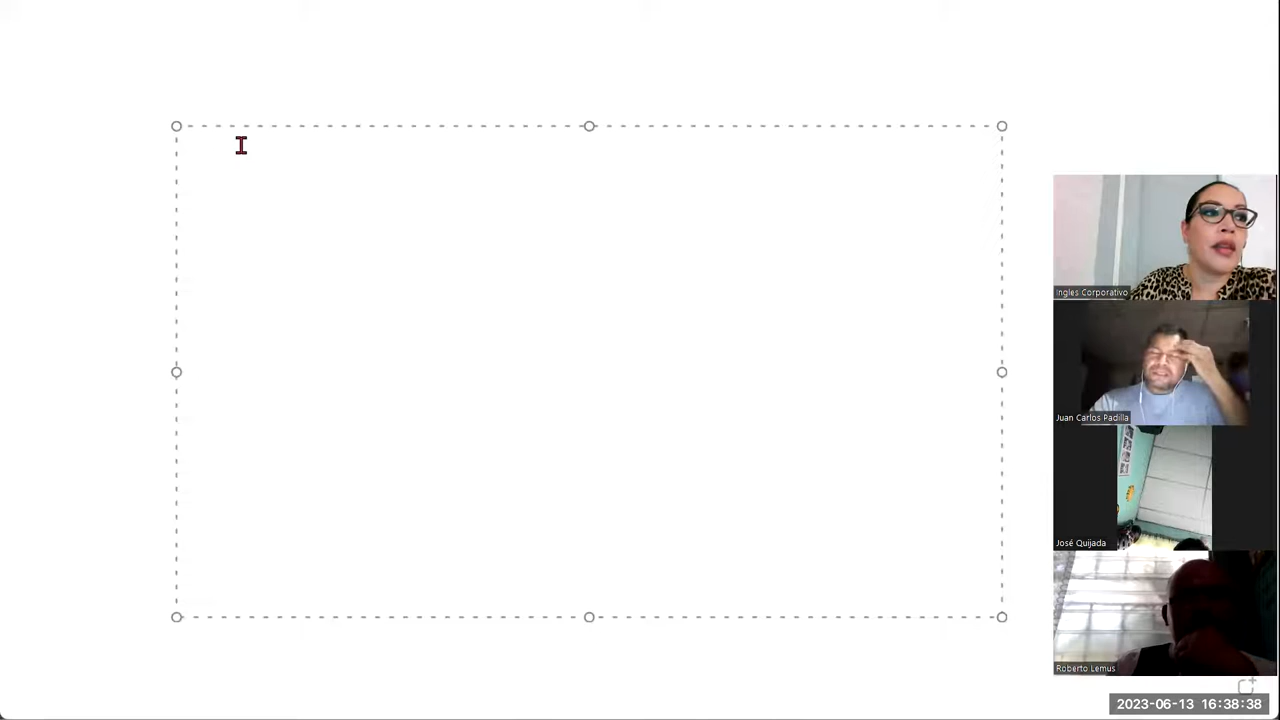 Ingles Corporativo
Juan Carlos Padilla
José Quijada
Roberto Lemus
2023-06-13 16:38:38